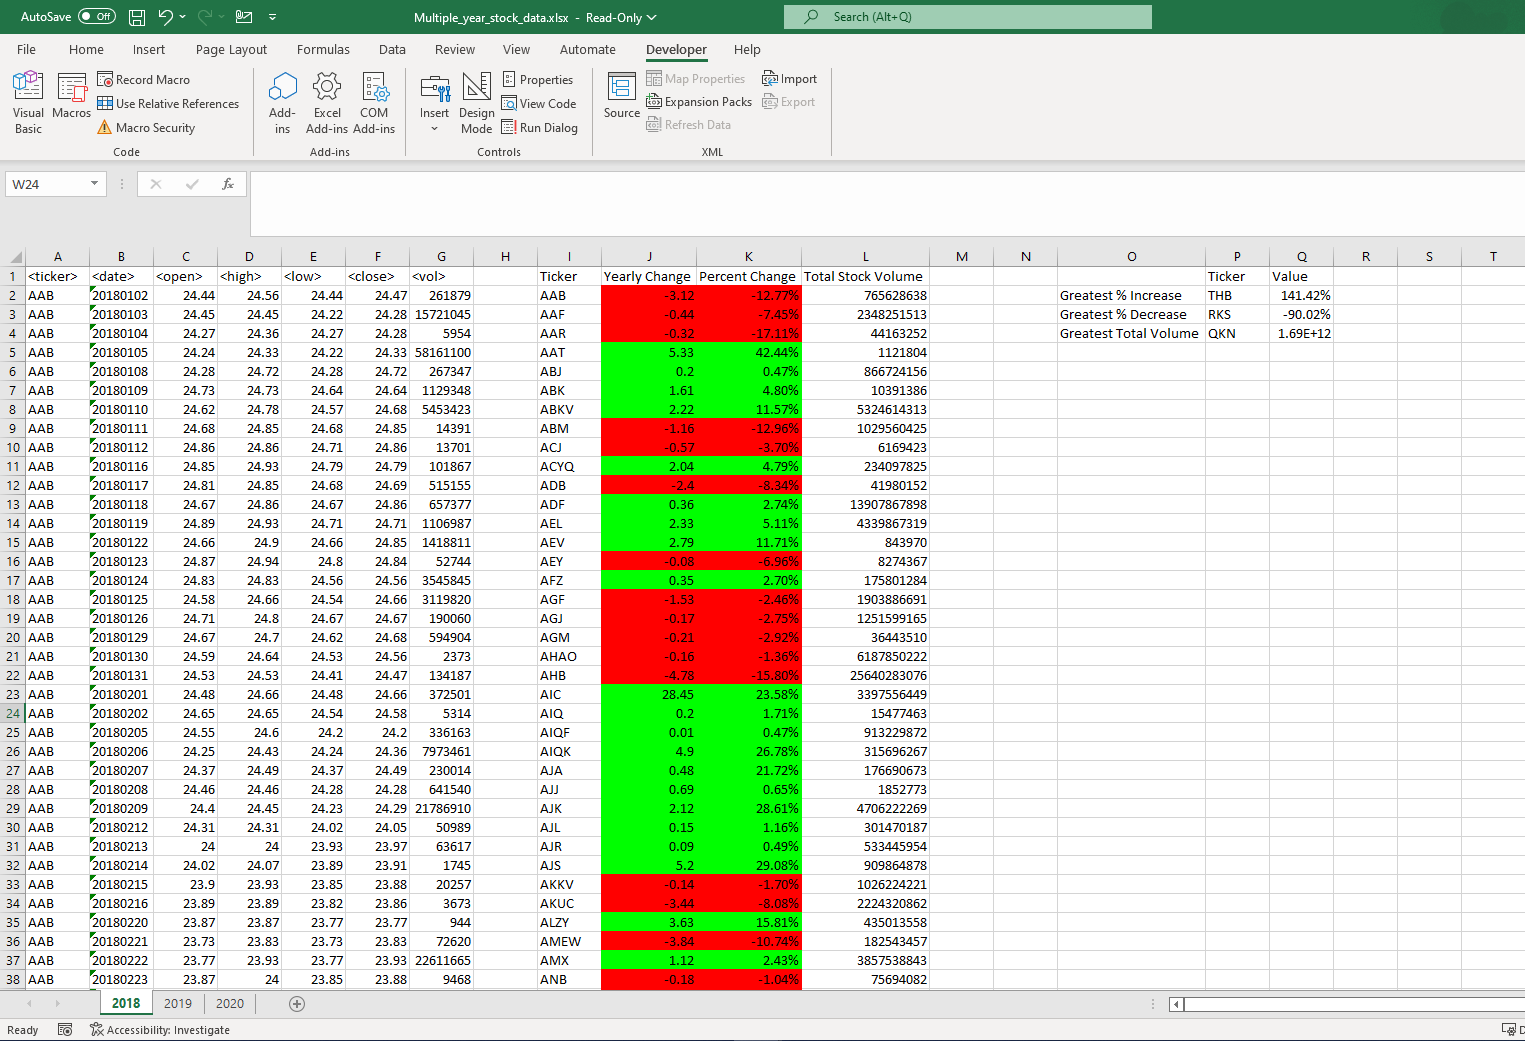 AutoSave Off Multiple_year_stock_data.xlsx - Read-Only Search (Alt+Q)
File Home Insert Page Layout Formulas Data Review View Automate Developer Help
Visual Basic Macros Record Macro Use Relative References Macro Security Add-ins Excel Add-ins COM Add-ins Insert Design Mode Properties View Code Run Dialog Source Map Properties Expansion Packs Refresh Data Import Export
Code Add-ins Controls XML
W24 fx
A B C D E F G H I J K L M N O P Q R S T
1 <ticker> <date> <open> <high> <low> <close> <vol> Ticker Yearly Change Percent Change Total Stock Volume Ticker Value
2 AAB 20180102 24.44 24.56 24.44 24.47 261879 AAB -3.12 -12.77% 765628638 Greatest % Increase THB 141.42%
3 AAB 20180103 24.45 24.45 24.22 24.28 15721045 AAF -0.44 -7.45% 2348251513 Greatest % Decrease RKS -90.02%
4 AAB 20180104 24.27 24.36 24.27 24.28 5954 AAR -0.32 -17.11% 44163252 Greatest Total Volume QKN 1.69E+12
5 AAB 20180105 24.24 24.33 24.22 24.33 58161100 AAT 5.33 42.44% 1121804
6 AAB 20180108 24.28 24.72 24.28 24.72 267347 ABJ 0.2 0.47% 866724156
7 AAB 20180109 24.73 24.73 24.64 24.64 1129348 ABK 1.61 4.80% 10391386
8 AAB 20180110 24.62 24.78 24.57 24.68 5453423 ABKV 2.22 11.57% 5324614313
9 AAB 20180111 24.68 24.85 24.68 24.85 14391 ABM -1.16 -12.96% 1029560425
10 AAB 20180112 24.86 24.86 24.71 24.86 13701 ACJ -0.57 -3.70% 6169423
11 AAB 20180116 24.85 24.93 24.79 24.79 101867 ACYQ 2.04 4.79% 234097825
12 AAB 20180117 24.81 24.85 24.68 24.69 515155 ADB -2.4 -8.34% 41980152
13 AAB 20180118 24.67 24.86 24.67 24.86 657377 ADF 0.36 2.74% 13907867898
14 AAB 20180119 24.89 24.93 24.71 24.71 1106987 AEL 2.33 5.11% 4339867319
15 AAB 20180122 24.66 24.9 24.66 24.85 1418811 AEV 2.79 11.71% 843970
16 AAB 20180123 24.87 24.94 24.8 24.84 52744 AEY -0.08 -6.96% 8274367
17 AAB 20180124 24.83 24.83 24.56 24.56 3545845 AFZ 0.35 2.70% 175801284
18 AAB 20180125 24.58 24.66 24.54 24.66 3119820 AGF -1.53 -2.46% 1903886691
19 AAB 20180126 24.71 24.8 24.67 24.67 190060 AGJ -0.17 -2.75% 1251599165
20 AAB 20180129 24.67 24.7 24.62 24.68 594904 AGM -0.21 -2.92% 36443510
21 AAB 20180130 24.59 24.64 24.53 24.56 2373 AHAO -0.16 -1.36% 6187850222
22 AAB 20180131 24.53 24.53 24.41 24.47 134187 AHB -4.78 -15.80% 25640283076
23 AAB 20180201 24.48 24.66 24.48 24.66 372501 AIC 28.45 23.58% 3397556449
24 AAB 20180202 24.65 24.65 24.54 24.58 5314 AIQ 0.2 1.71% 15477463
25 AAB 20180205 24.55 24.6 24.2 24.2 336163 AIQF 0.01 0.47% 913229872
26 AAB 20180206 24.25 24.43 24.24 24.36 7973461 AIQK 4.9 26.78% 315696267
27 AAB 20180207 24.37 24.49 24.37 24.49 230014 AJA 0.48 21.72% 176690673
28 AAB 20180208 24.46 24.46 24.28 24.28 641540 AJJ 0.69 0.65% 1852773
29 AAB 20180209 24.4 24.45 24.23 24.29 21786910 AJK 2.12 28.61% 4706222269
30 AAB 20180212 24.31 24.31 24.02 24.05 50989 AJL 0.15 1.16% 301470187
31 AAB 20180213 24 24 23.93 23.97 63617 AJR 0.09 0.49% 533445954
32 AAB 20180214 24.02 24.07 23.89 23.91 1745 AJS 5.2 29.08% 909864878
33 AAB 20180215 23.9 23.93 23.85 23.88 20257 AKKV -0.14 -1.70% 1026224221
34 AAB 20180216 23.89 23.89 23.82 23.86 3673 AKUC -3.44 -8.08% 2224320862
35 AAB 20180220 23.87 23.87 23.77 23.77 944 ALZY 3.63 15.81% 435013558
36 AAB 20180221 23.73 23.83 23.73 23.83 72620 AMEW -3.84 -10.74% 182543457
37 AAB 20180222 23.77 23.93 23.77 23.93 22611665 AMX 1.12 2.43% 3857538843
38 AAB 20180223 23.87 24 23.85 23.88 9468 ANB -0.18 -1.04% 75694082
2018 2019 2020
Ready Accessibility: Investigate